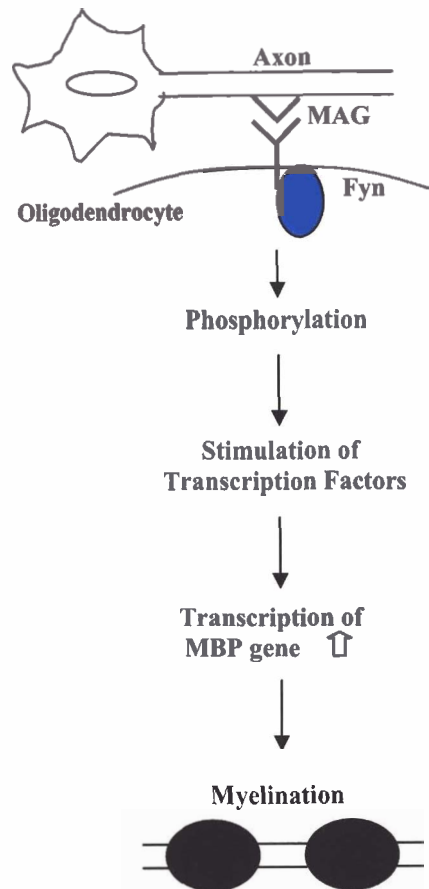 Axon
MAG
Fyn
Oligodendrocyte
Phosphorylation
Stimulation of
Transcription Factors
Transcription of
MBP gene ⇧
Myelination